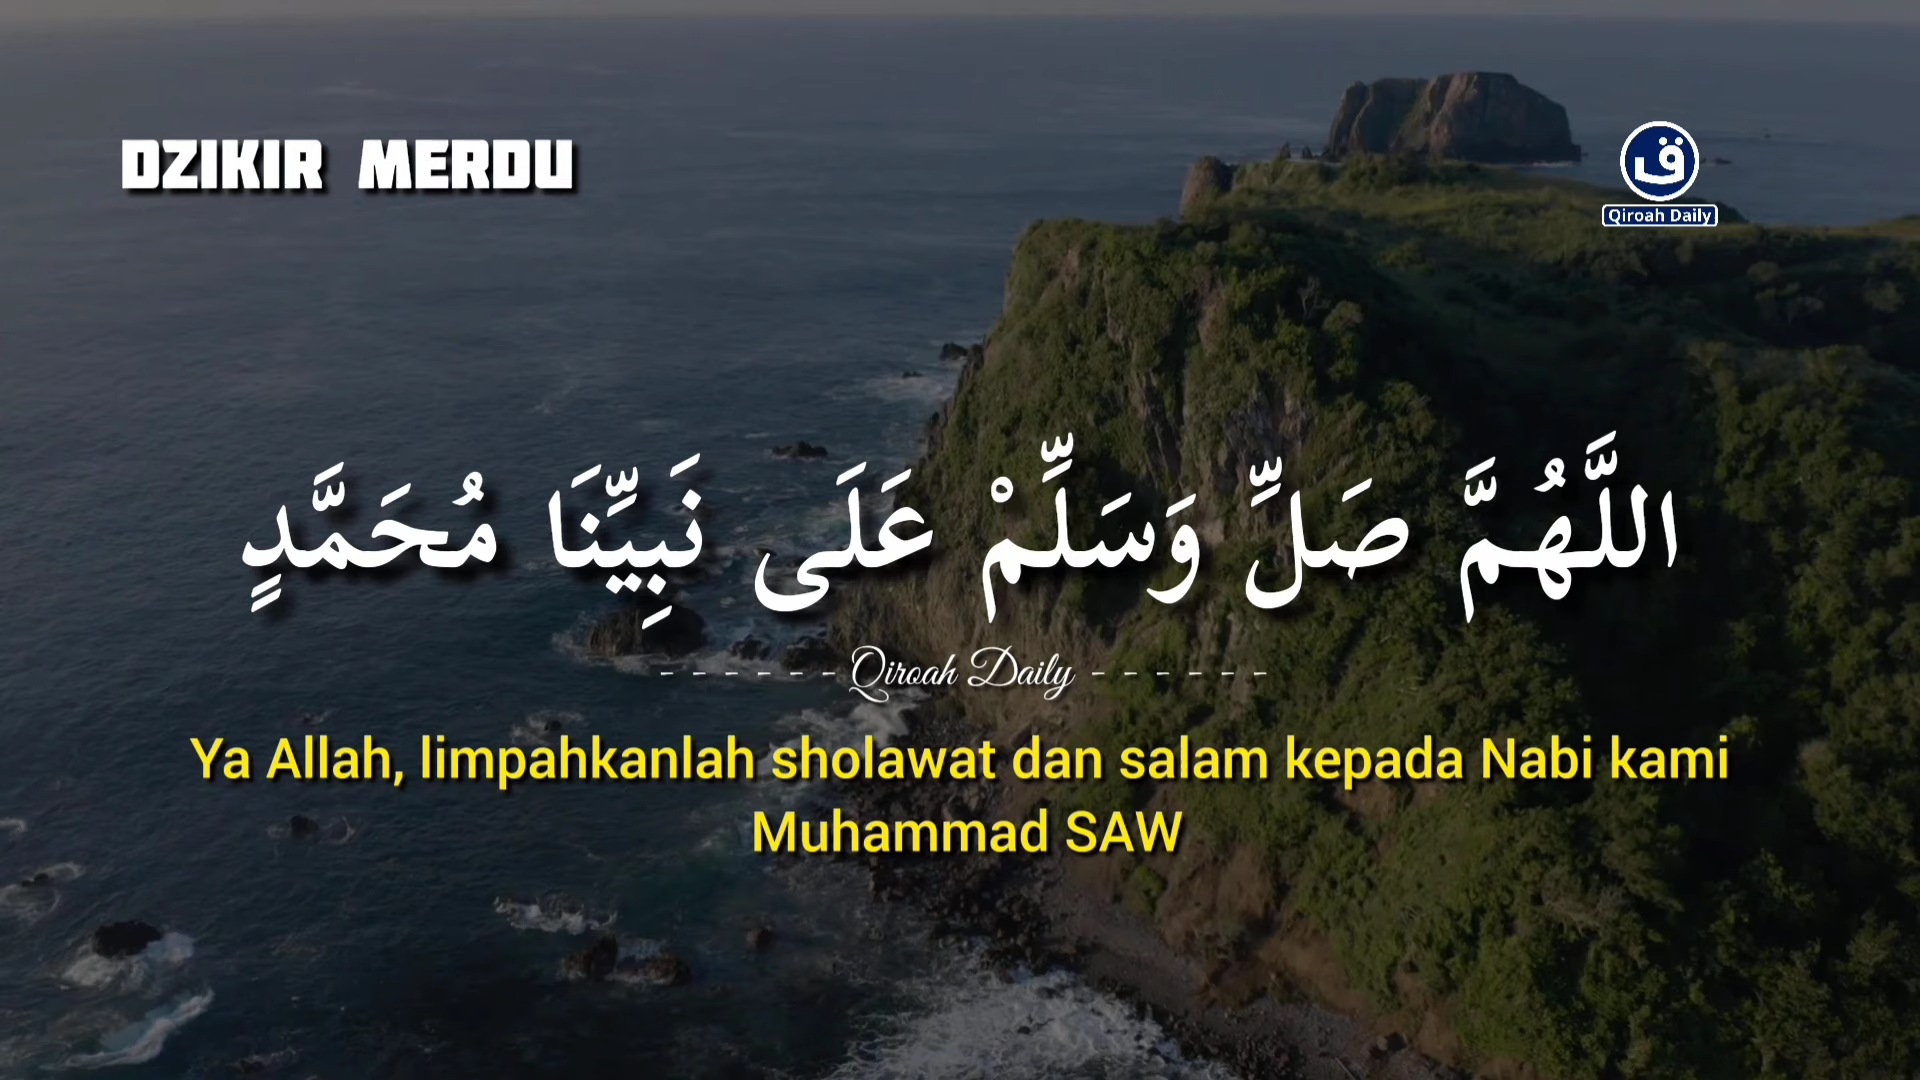 DZIKIR MERDU
ق
Qiroah Daily
اللَّهُمَّ صَلِّ وَسَلِّمْ عَلَى نَبِيِّنَا مُحَمَّدٍ
- - - - - - Qiroah Daily - - - - - -
Ya Allah, limpahkanlah sholawat dan salam kepada Nabi kami
Muhammad SAW